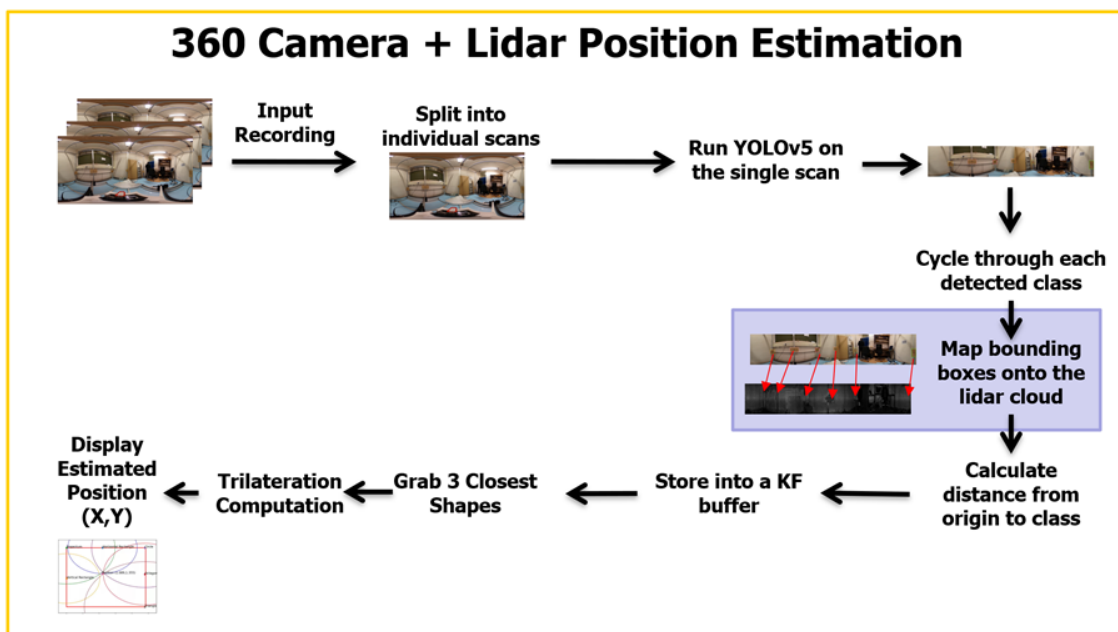 360 Camera + Lidar Position Estimation
Input
Recording
Split into
individual scans
Run YOLOv5 on
the single scan
Cycle through each
detected class
Map bounding
boxes onto the
lidar cloud
Calculate
distance from
origin to class
Store into a KF
buffer
Grab 3 Closest
Shapes
Trilateration
Computation
Display
Estimated
Position
(X,Y)